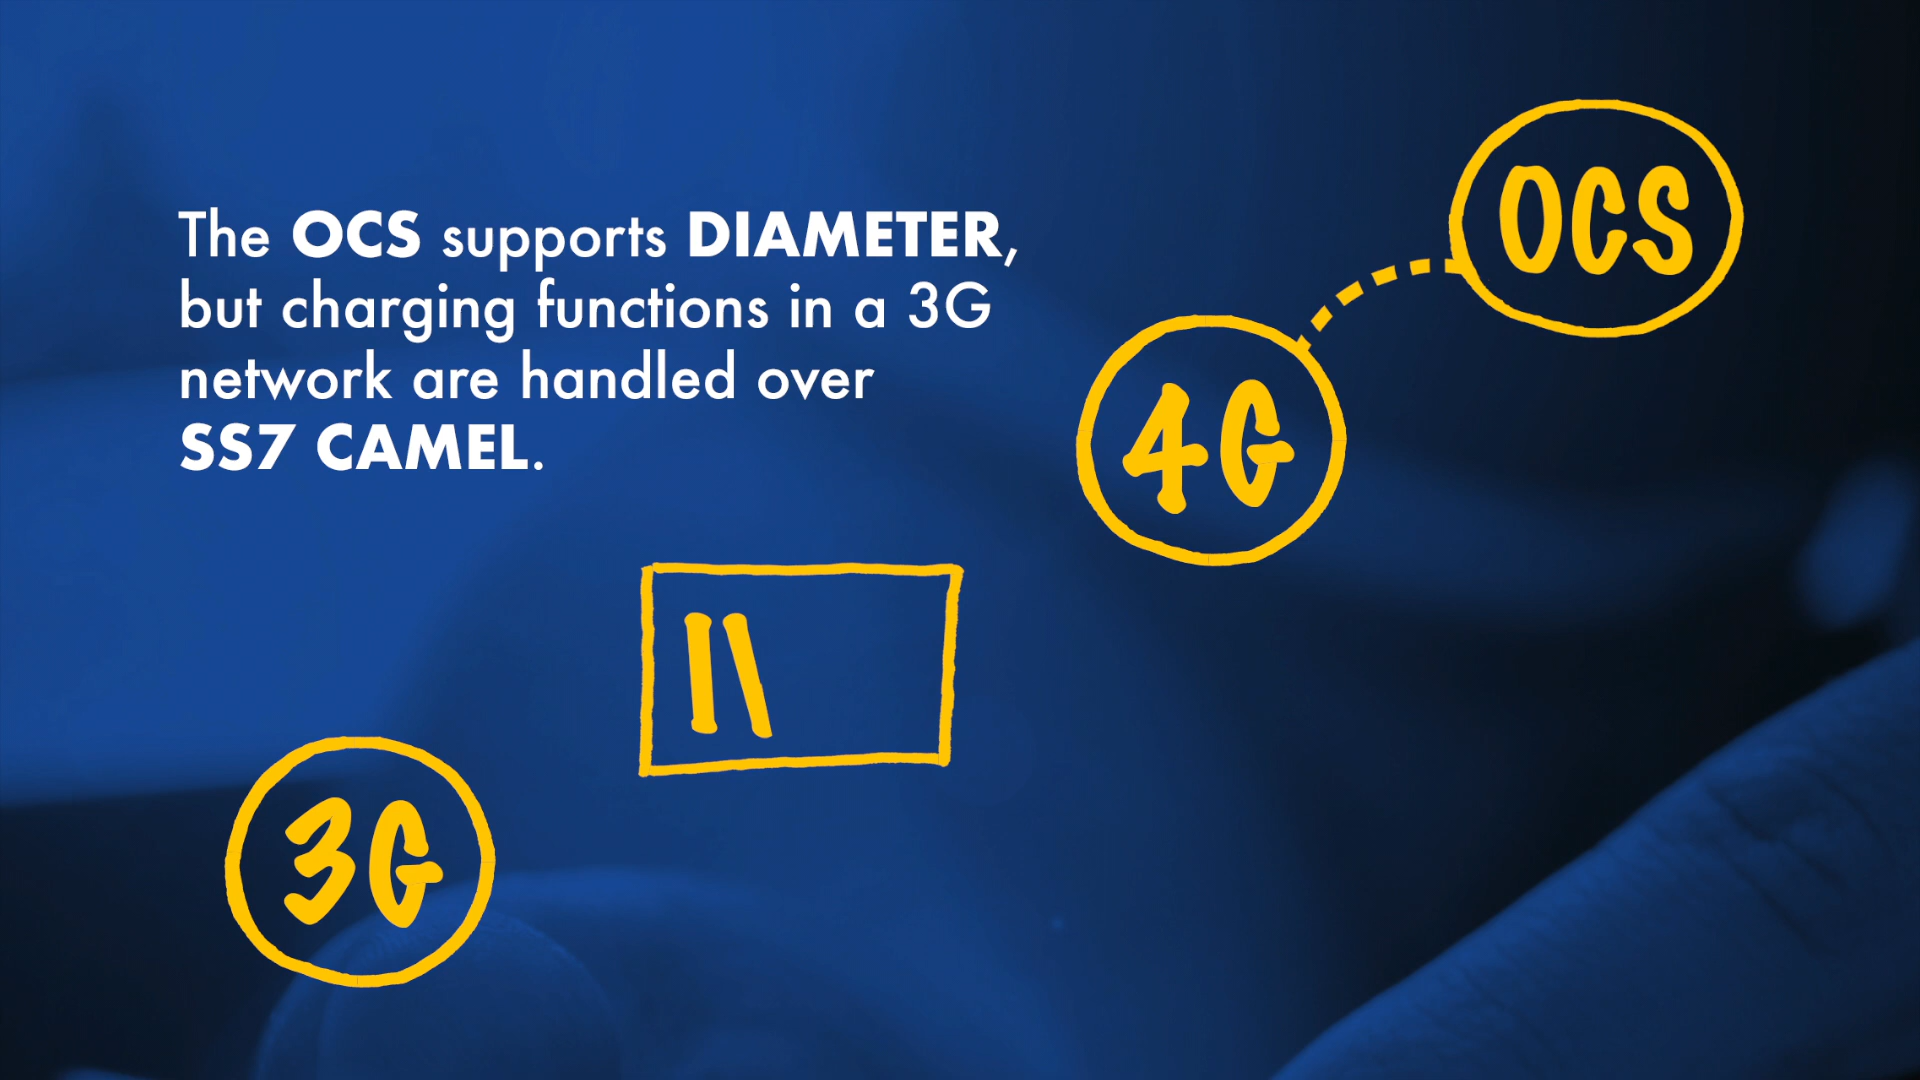 The OCS supports DIAMETER,
but charging functions in a 3G
network are handled over
SS7 CAMEL.
OCS
4G
3G